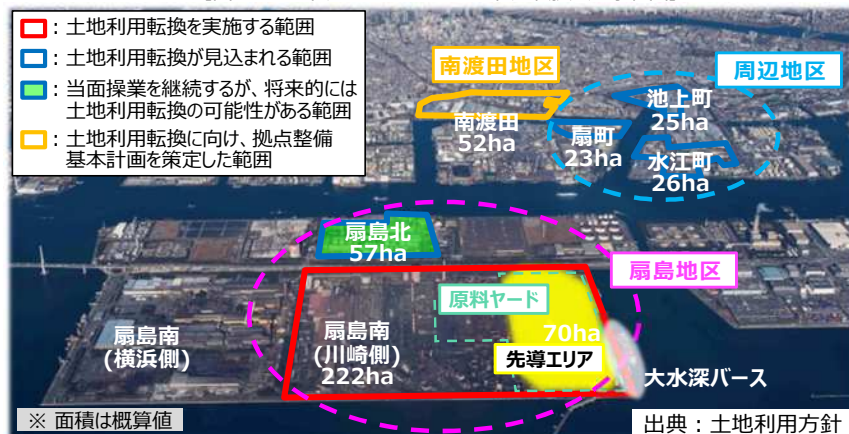 ：土地利用転換を実施する範囲
：土地利用転換が見込まれる範囲
：当面操業を継続するが、将来的には
土地利用転換の可能性がある範囲
：土地利用転換に向け、拠点整備
基本計画を策定した範囲
南渡田地区
周辺地区
南渡田
52ha
池上町
25ha
扇町
23ha
水江町
26ha
扇島北
57ha
扇島地区
原料ヤード
扇島南
(横浜側)
扇島南
(川崎側)
222ha
70ha
先導エリア
大水深バース
※ 面積は概算値
出典：土地利用方針